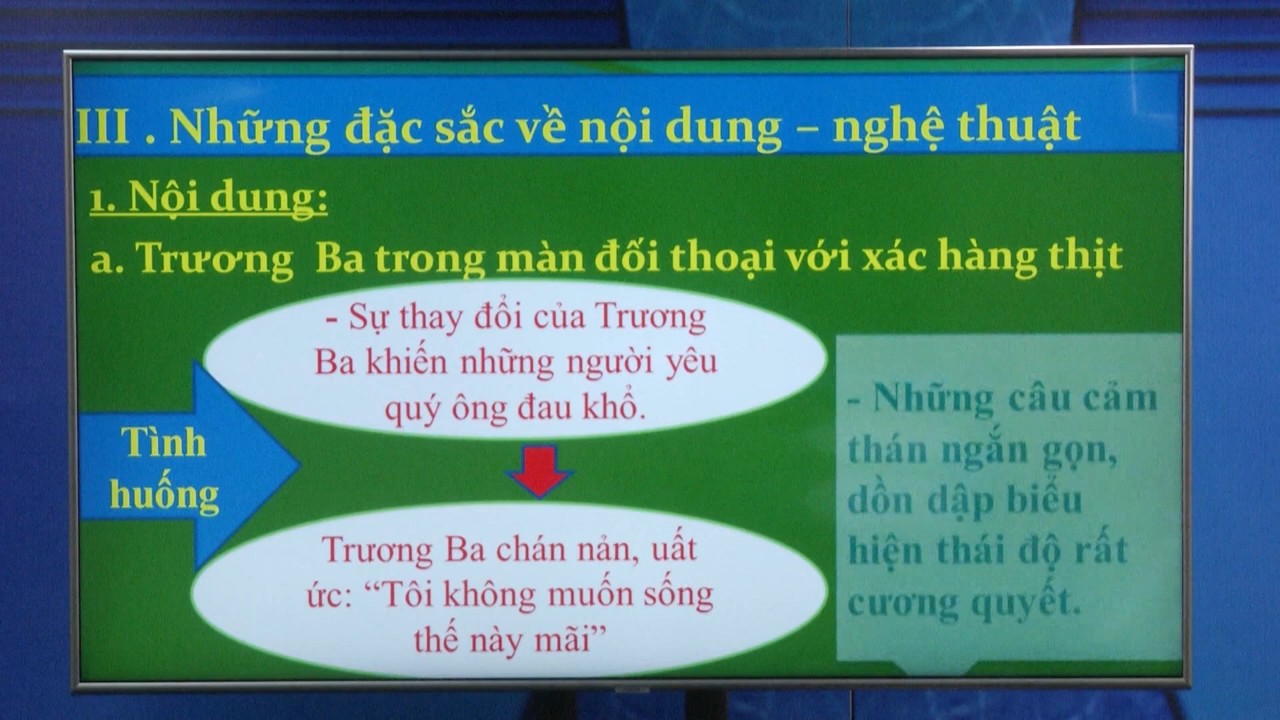 III . Những đặc sắc về nội dung – nghệ thuật
1. Nội dung:
a. Trương Ba trong màn đối thoại với xác hàng thịt
Tình
huống
- Sự thay đổi của Trương
Ba khiến những người yêu
quý ông đau khổ.
Trương Ba chán nản, uất
ức: “Tôi không muốn sống
thế này mãi”
- Những câu cảm
thán ngắn gọn,
dồn dập biểu
hiện thái độ rất
cương quyết.